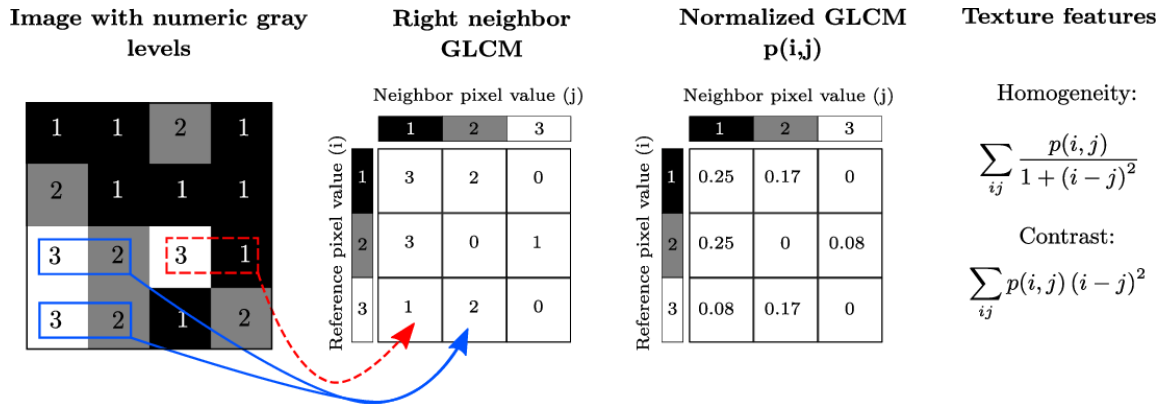 Image with numeric gray levels
Right neighbor GLCM
Normalized GLCM p(i,j)
Texture features
1 1 2 1
2 1 1 1
3 2 3 1
3 2 1 2
Neighbor pixel value (j)
Reference pixel value (i)
1 2 3
1 3 2 0
2 3 0 1
3 1 2 0
Neighbor pixel value (j)
Reference pixel value (i)
1 2 3
1 0.25 0.17 0
2 0.25 0 0.08
3 0.08 0.17 0
Homogeneity:
∑ij p(i,j) / 1 + (i − j)²
Contrast:
∑ij p(i,j) (i − j)²